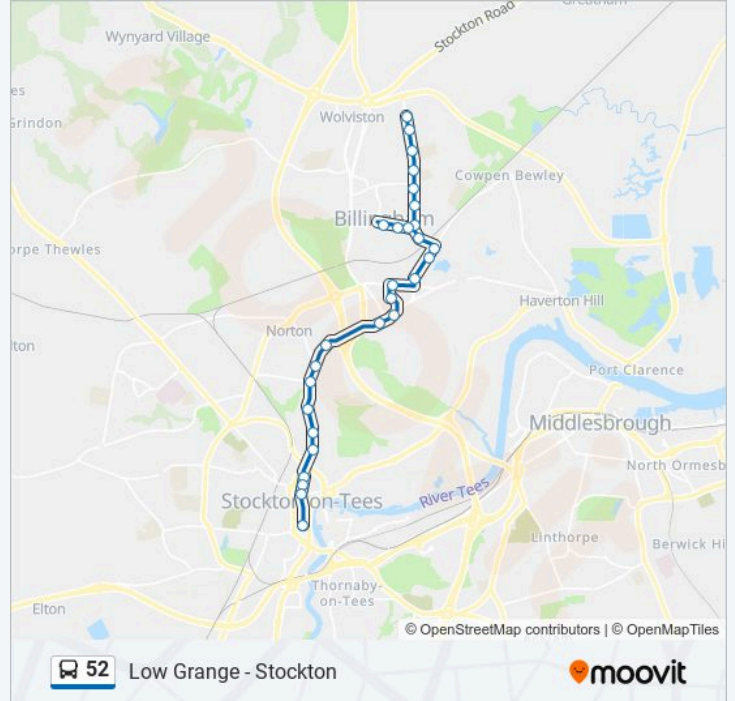 Greatham
Stockton Road
Wynyard Village
es
Grindon
Wolviston
Cowpen Bewley
Billingham
orpe Thewles
Haverton Hill
Norton
lton
Port Clarence
Middlesbrough
North Ormesb
Stockton-on-Tees
River Tees
Linthorpe
Berwick Hi
Thornaby-
on-Tees
Elton
© OpenStreetMap contributors | © OpenMapTiles
52 Low Grange - Stockton
moovit